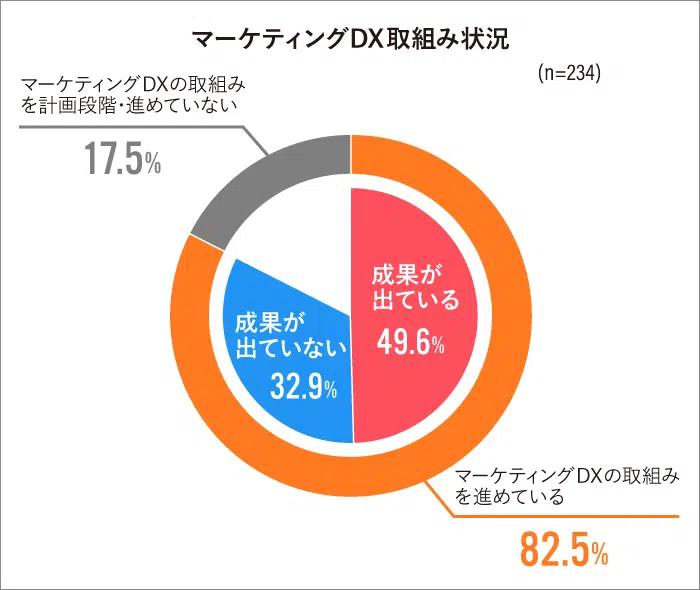 マーケティングDX取組み状況
(n=234)
マーケティングDXの取組み
を計画段階・進めていない
17.5%
成果が
出ている
49.6%
成果が
出ていない
32.9%
マーケティングDXの取組み
を進めている
82.5%